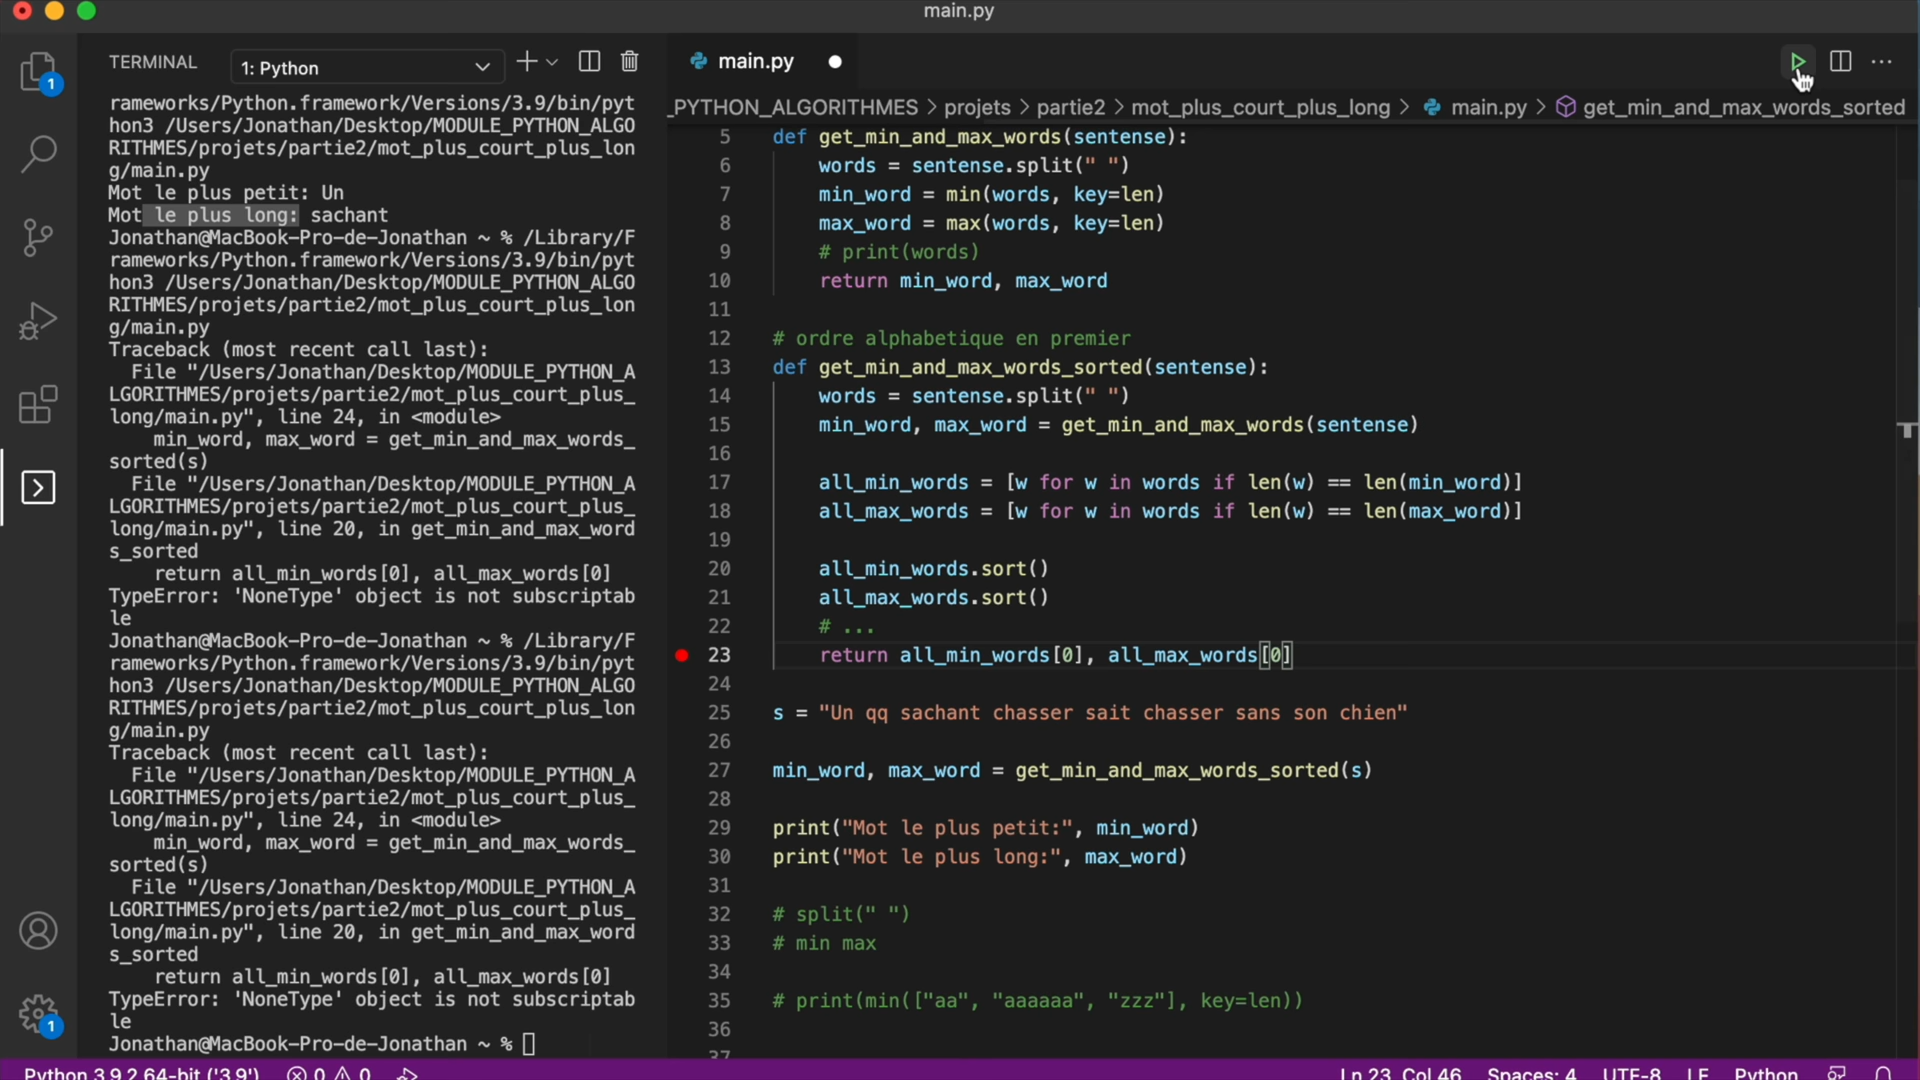 main.py
TERMINAL
1: Python
rameworks/Python.framework/Versions/3.9/bin/pyt
hon3 /Users/Jonathan/Desktop/MODULE_PYTHON_ALGO
RITHMES/projets/partie2/mot_plus_court_plus_lon
g/main.py
Mot le plus petit: Un
Mot le plus long: sachant
Jonathan@MacBook-Pro-de-Jonathan ~ % /Library/F
rameworks/Python.framework/Versions/3.9/bin/pyt
hon3 /Users/Jonathan/Desktop/MODULE_PYTHON_ALGO
RITHMES/projets/partie2/mot_plus_court_plus_lon
g/main.py
Traceback (most recent call last):
  File "/Users/Jonathan/Desktop/MODULE_PYTHON_A
LGORITHMES/projets/partie2/mot_plus_court_plus_
long/main.py", line 24, in <module>
    min_word, max_word = get_min_and_max_words_
sorted(s)
  File "/Users/Jonathan/Desktop/MODULE_PYTHON_A
LGORITHMES/projets/partie2/mot_plus_court_plus_
long/main.py", line 20, in get_min_and_max_word
s_sorted
    return all_min_words[0], all_max_words[0]
TypeError: 'NoneType' object is not subscriptab
le
Jonathan@MacBook-Pro-de-Jonathan ~ % /Library/F
rameworks/Python.framework/Versions/3.9/bin/pyt
hon3 /Users/Jonathan/Desktop/MODULE_PYTHON_ALGO
RITHMES/projets/partie2/mot_plus_court_plus_lon
g/main.py
Traceback (most recent call last):
  File "/Users/Jonathan/Desktop/MODULE_PYTHON_A
LGORITHMES/projets/partie2/mot_plus_court_plus_
long/main.py", line 24, in <module>
    min_word, max_word = get_min_and_max_words_
sorted(s)
  File "/Users/Jonathan/Desktop/MODULE_PYTHON_A
LGORITHMES/projets/partie2/mot_plus_court_plus_
long/main.py", line 20, in get_min_and_max_word
s_sorted
    return all_min_words[0], all_max_words[0]
TypeError: 'NoneType' object is not subscriptab
le
Jonathan@MacBook-Pro-de-Jonathan ~ %
main.py
_PYTHON_ALGORITHMES > projets > partie2 > mot_plus_court_plus_long > main.py > get_min_and_max_words_sorted
5 def get_min_and_max_words(sentense):
6     words = sentense.split(" ")
7     min_word = min(words, key=len)
8     max_word = max(words, key=len)
9     # print(words)
10     return min_word, max_word
11
12 # ordre alphabetique en premier
13 def get_min_and_max_words_sorted(sentense):
14     words = sentense.split(" ")
15     min_word, max_word = get_min_and_max_words(sentense)
16
17     all_min_words = [w for w in words if len(w) == len(min_word)]
18     all_max_words = [w for w in words if len(w) == len(max_word)]
19
20     all_min_words.sort()
21     all_max_words.sort()
22     # ...
23     return all_min_words[0], all_max_words[0]
24
25 s = "Un qq sachant chasser sait chasser sans son chien"
26
27 min_word, max_word = get_min_and_max_words_sorted(s)
28
29 print("Mot le plus petit:", min_word)
30 print("Mot le plus long:", max_word)
31
32 # split(" ")
33 # min max
34
35 # print(min(["aa", "aaaaaa", "zzz"], key=len))
36
37
1
1
Python 3.9.2 64-bit ('3.9') 0 0 Ln 23, Col 46 Spaces: 4 UTF-8 LF Python